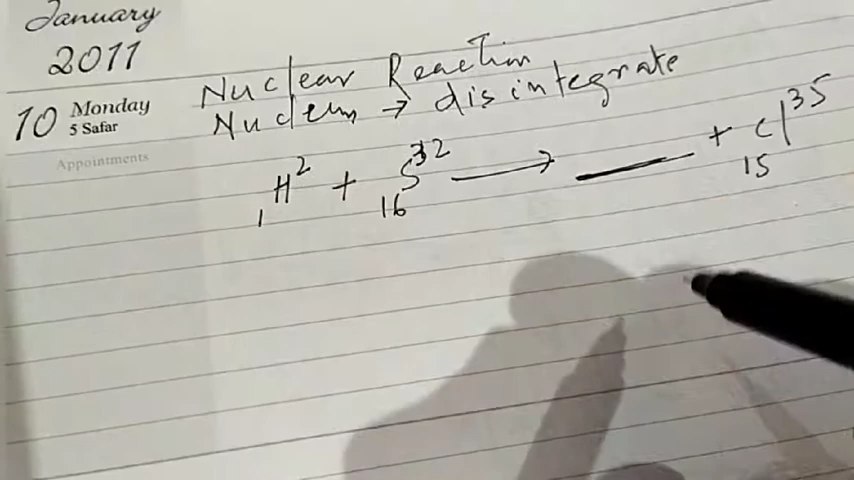 January
2011
10 Monday
5 Safar
Appointments
Nuclear Reaction
Nucleus → disintegrate
₁H² + ₁₆S³² → ___ + ₁₅Cl³⁵